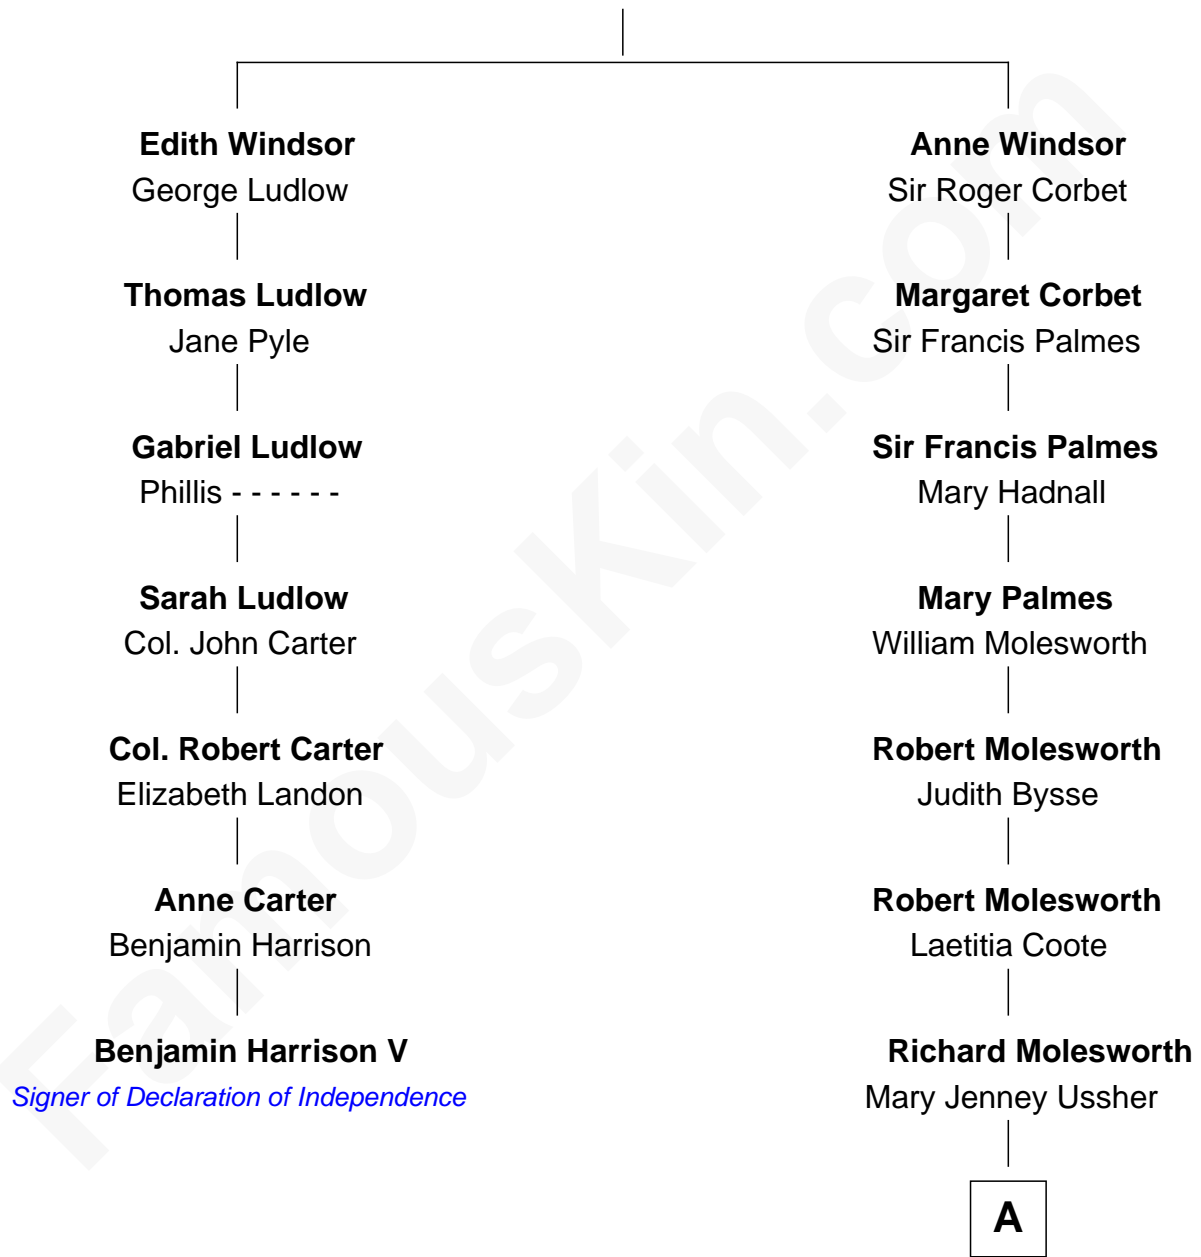 Edith Windsor
George Ludlow
Thomas Ludlow
Jane Pyle
Gabriel Ludlow
Phillis - - - - - -
Sarah Ludlow
Col. John Carter
Col. Robert Carter
Elizabeth Landon
Anne Carter
Benjamin Harrison
Benjamin Harrison V
Signer of Declaration of Independence
Anne Windsor
Sir Roger Corbet
Margaret Corbet
Sir Francis Palmes
Sir Francis Palmes
Mary Hadnall
Mary Palmes
William Molesworth
Robert Molesworth
Judith Bysse
Robert Molesworth
Laetitia Coote
Richard Molesworth
Mary Jenney Ussher
A
FamousKin.com